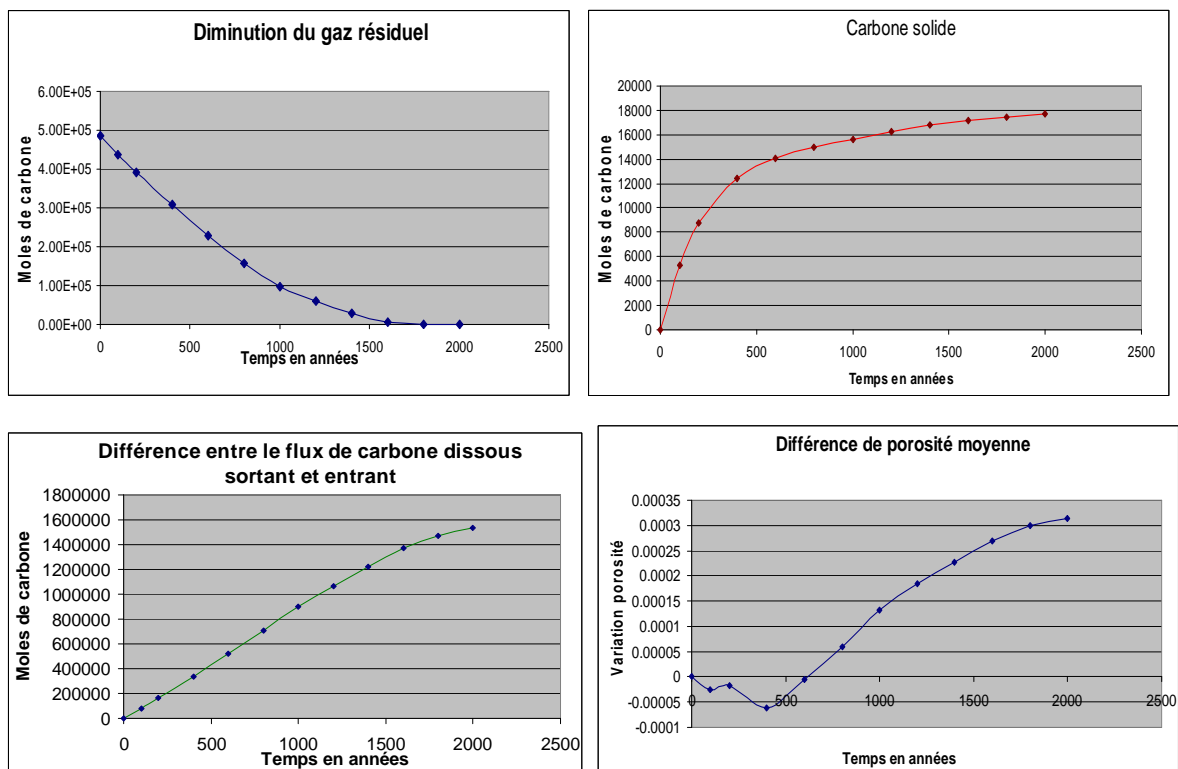 Diminution du gaz résiduel
6.00E+05
5.00E+05
4.00E+05
3.00E+05
2.00E+05
1.00E+05
0.00E+00
Moles de carbone
0 500 1000 1500 2000 2500
Temps en années
Carbone solide
20000
18000
16000
14000
12000
10000
8000
6000
4000
2000
0
Moles de carbone
0 500 1000 1500 2000 2500
Temps en années
Différence entre le flux de carbone dissous
sortant et entrant
1800000
1600000
1400000
1200000
1000000
800000
600000
400000
200000
0
Moles de carbone
0 500 1000 1500 2000 2500
Temps en années
Différence de porosité moyenne
0.00035
0.0003
0.00025
0.0002
0.00015
0.0001
0.00005
0
-0.00005
-0.0001
Variation porosité
0 500 1000 1500 2000 2500
Temps en années